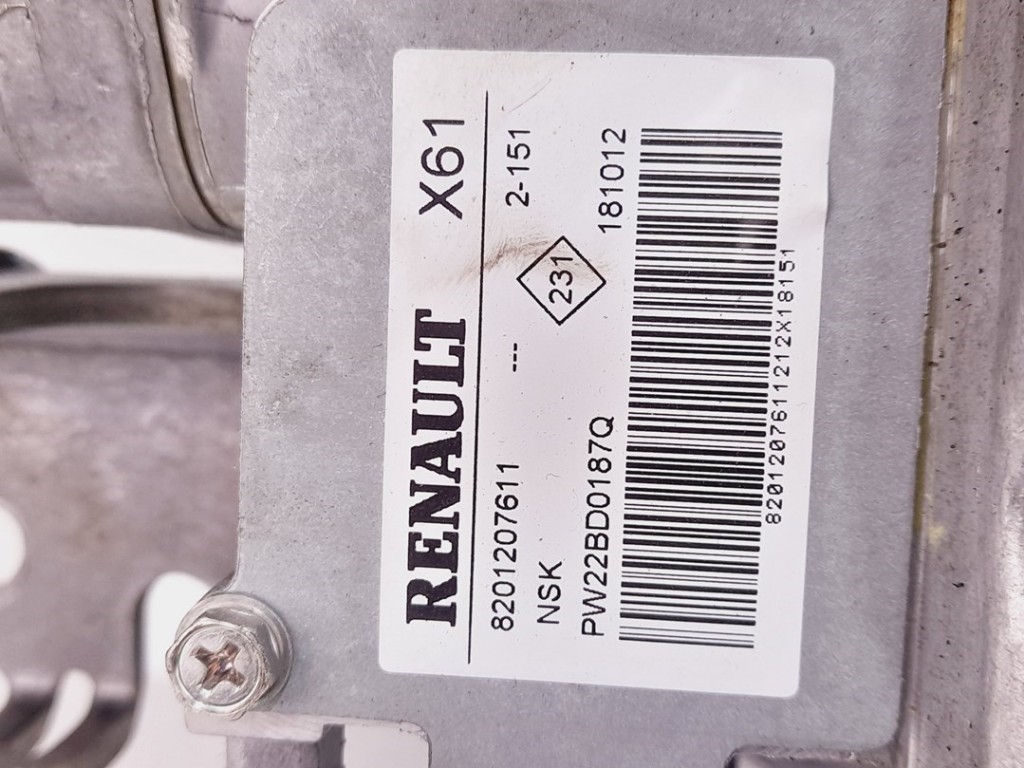 RENAULT X61
8201207611 --- 2-151
NSK 231
PW22BD0187Q 181012
8201207611212X18151